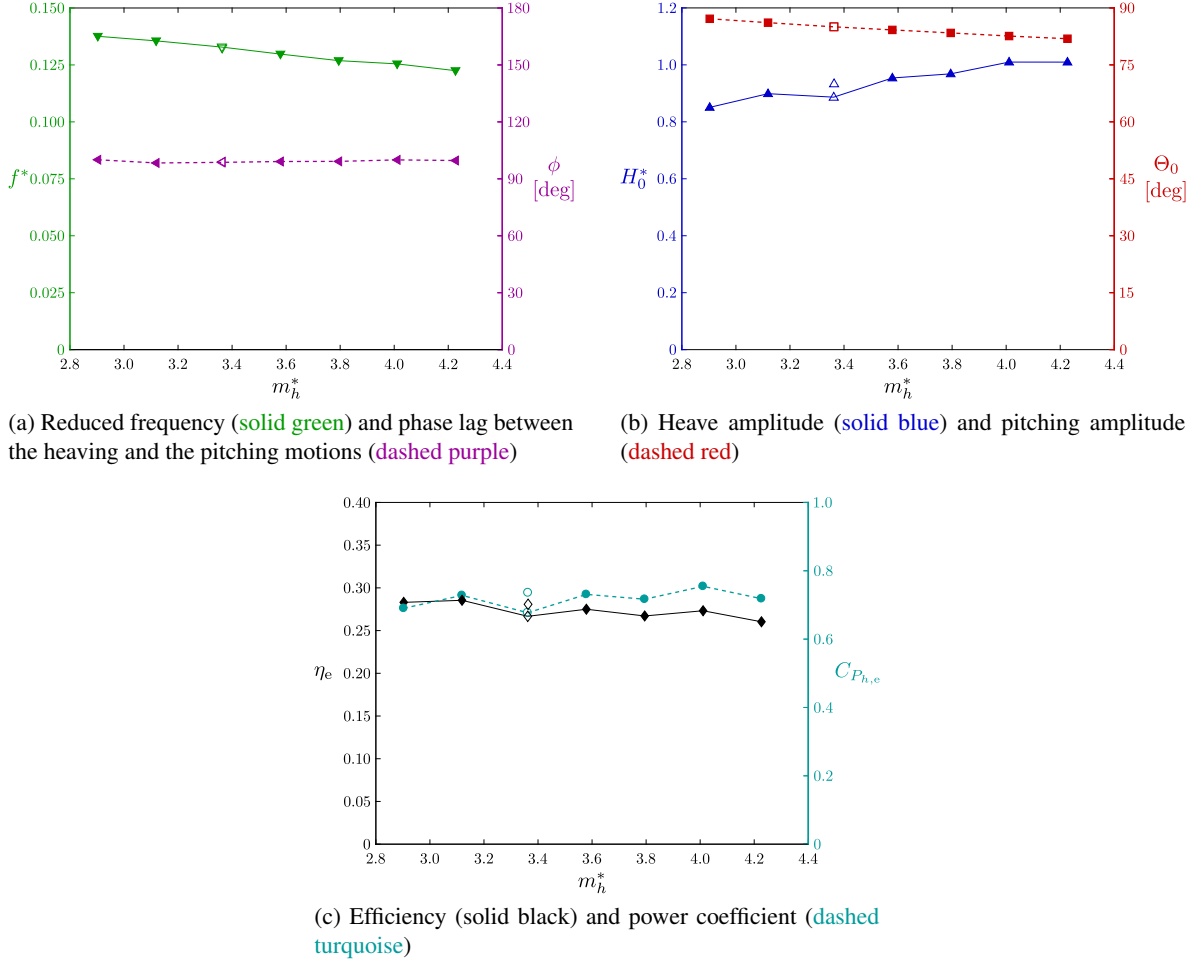 0.150
0.125
0.100
0.075
0.050
0.025
0
f*
180
150
120
90
60
30
0
ϕ
[deg]
2.8 3.0 3.2 3.4 3.6 3.8 4.0 4.2 4.4
m*h
(a) Reduced frequency (solid green) and phase lag between
the heaving and the pitching motions (dashed purple)
1.2
1.0
0.8
0.6
0.4
0.2
0
H*0
90
75
60
45
30
15
0
Θ0
[deg]
2.8 3.0 3.2 3.4 3.6 3.8 4.0 4.2 4.4
m*h
(b) Heave amplitude (solid blue) and pitching amplitude
(dashed red)
0.40
0.35
0.30
0.25
0.20
0.15
0.10
0.05
0
ηe
1.0
0.8
0.6
0.4
0.2
0
CPh,e
2.8 3.0 3.2 3.4 3.6 3.8 4.0 4.2 4.4
m*h
(c) Efficiency (solid black) and power coefficient (dashed
turquoise)